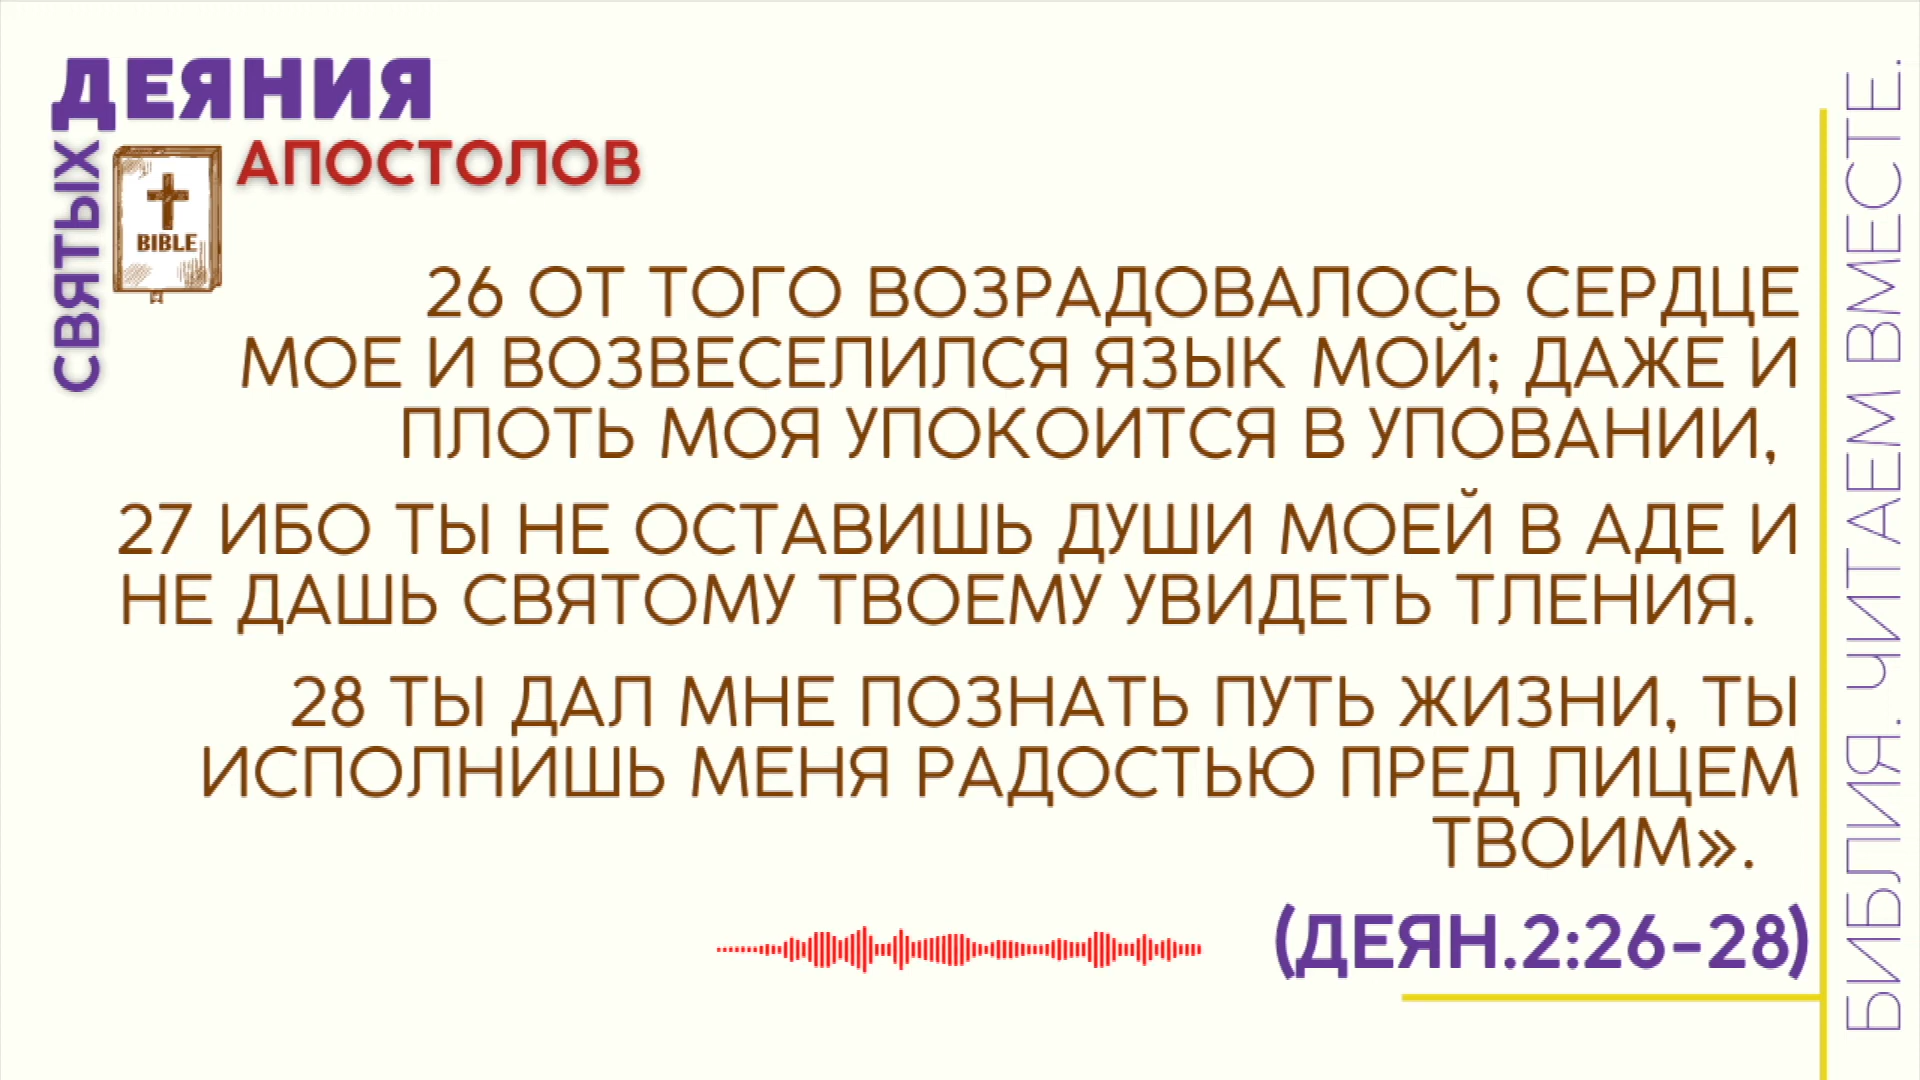 ДЕЯНИЯ
СВЯТЫХ
АПОСТОЛОВ
BIBLE
26 ОТ ТОГО ВОЗРАДОВАЛОСЬ СЕРДЦЕ
МОЕ И ВОЗВЕСЕЛИЛСЯ ЯЗЫК МОЙ; ДАЖЕ И
ПЛОТЬ МОЯ УПОКОИТСЯ В УПОВАНИИ,
27 ИБО ТЫ НЕ ОСТАВИШЬ ДУШИ МОЕЙ В АДЕ И
НЕ ДАШЬ СВЯТОМУ ТВОЕМУ УВИДЕТЬ ТЛЕНИЯ.
28 ТЫ ДАЛ МНЕ ПОЗНАТЬ ПУТЬ ЖИЗНИ, ТЫ
ИСПОЛНИШЬ МЕНЯ РАДОСТЬЮ ПРЕД ЛИЦЕМ
ТВОИМ».
(ДЕЯН.2:26-28)
БИБЛИЯ. ЧИТАЕМ ВМЕСТЕ.